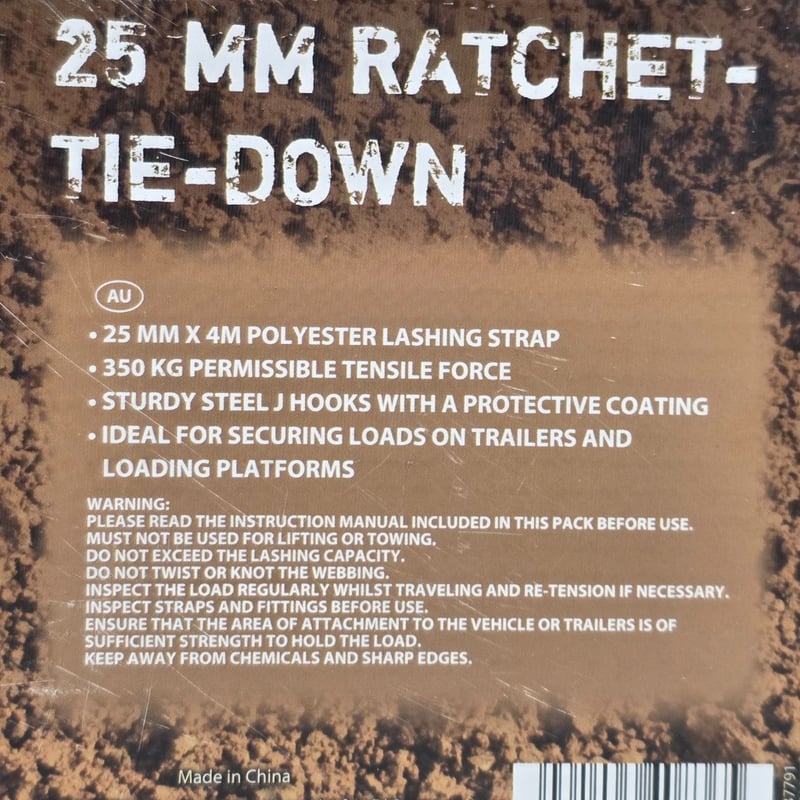 25 MM RATCHET-
TIE-DOWN
AU
• 25 MM X 4M POLYESTER LASHING STRAP
• 350 KG PERMISSIBLE TENSILE FORCE
• STURDY STEEL J HOOKS WITH A PROTECTIVE COATING
• IDEAL FOR SECURING LOADS ON TRAILERS AND
LOADING PLATFORMS
WARNING:
PLEASE READ THE INSTRUCTION MANUAL INCLUDED IN THIS PACK BEFORE USE.
MUST NOT BE USED FOR LIFTING OR TOWING.
DO NOT EXCEED THE LASHING CAPACITY.
DO NOT TWIST OR KNOT THE WEBBING.
INSPECT THE LOAD REGULARLY WHILST TRAVELING AND RE-TENSION IF NECESSARY.
INSPECT STRAPS AND FITTINGS BEFORE USE.
ENSURE THAT THE AREA OF ATTACHMENT TO THE VEHICLE OR TRAILERS IS OF
SUFFICIENT STRENGTH TO HOLD THE LOAD.
KEEP AWAY FROM CHEMICALS AND SHARP EDGES.
Made in China